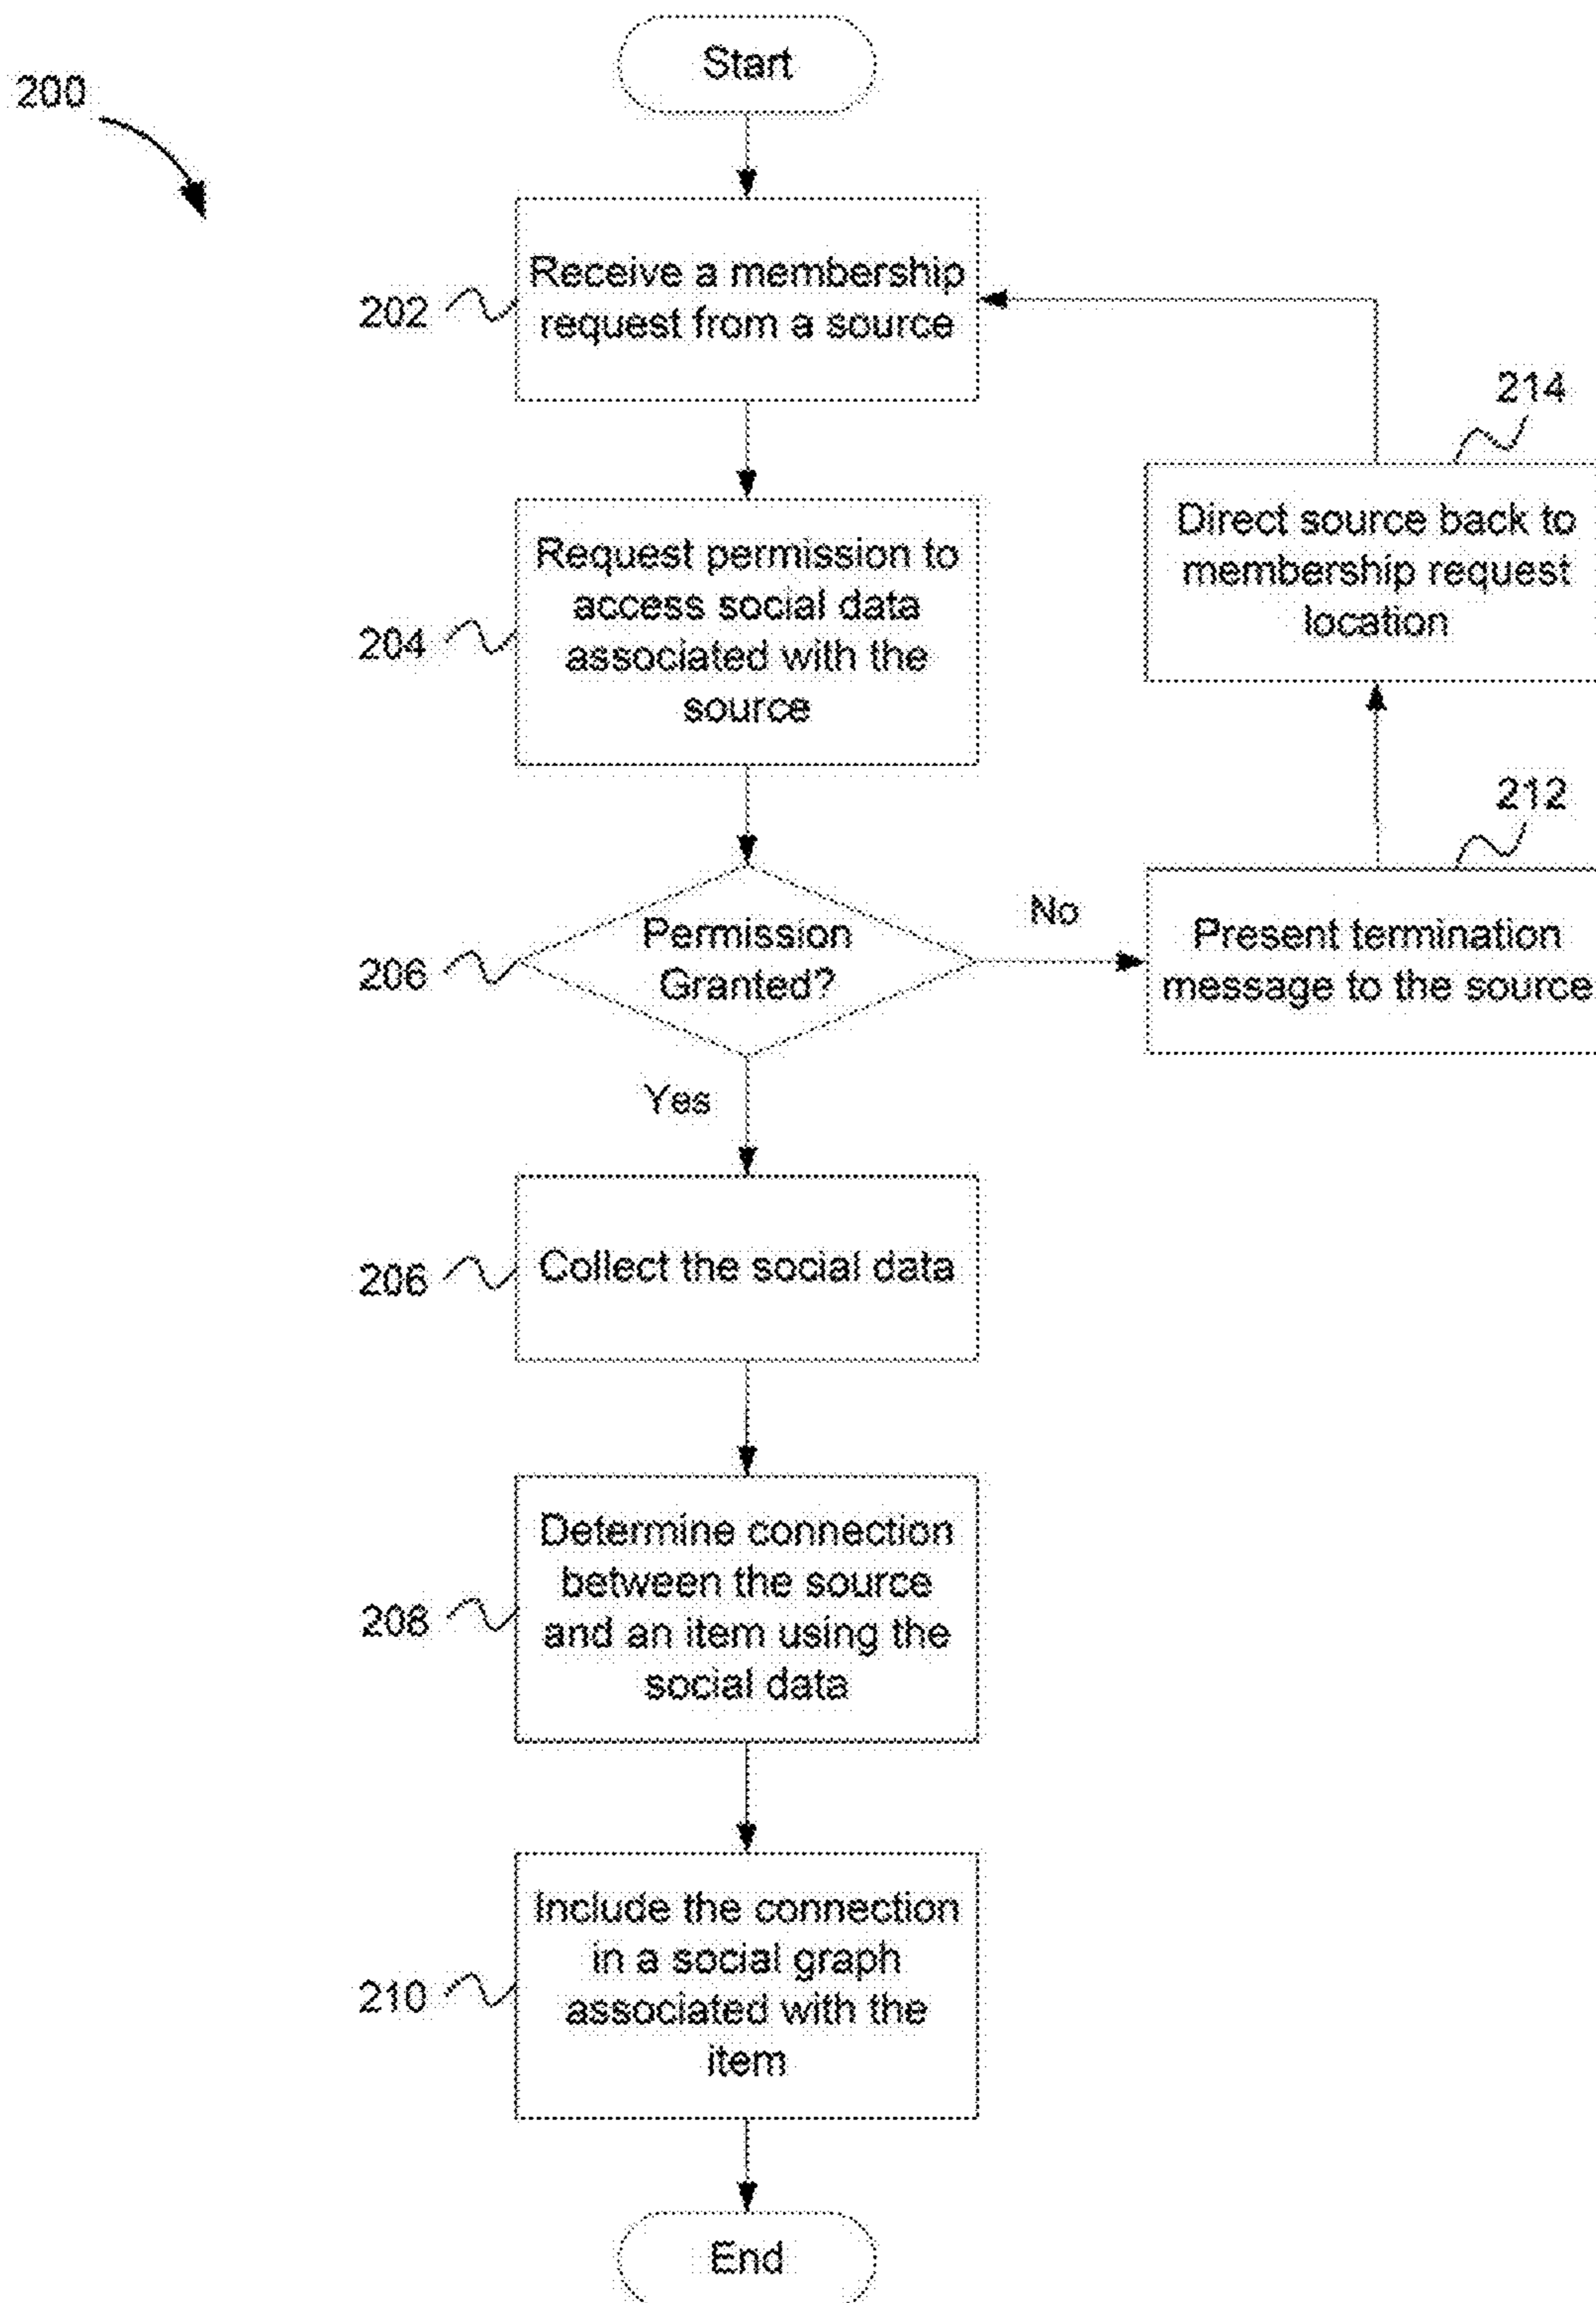 200
Start
202
Receive a membership
request from a source
204
Request permission to
access social data
associated with the
source
206
Permission
Granted?
No
Yes
212
Present termination
message to the source
214
Direct source back to
membership request
location
206
Collect the social data
208
Determine connection
between the source
and an item using the
social data
210
Include the connection
in a social graph
associated with the
item
End